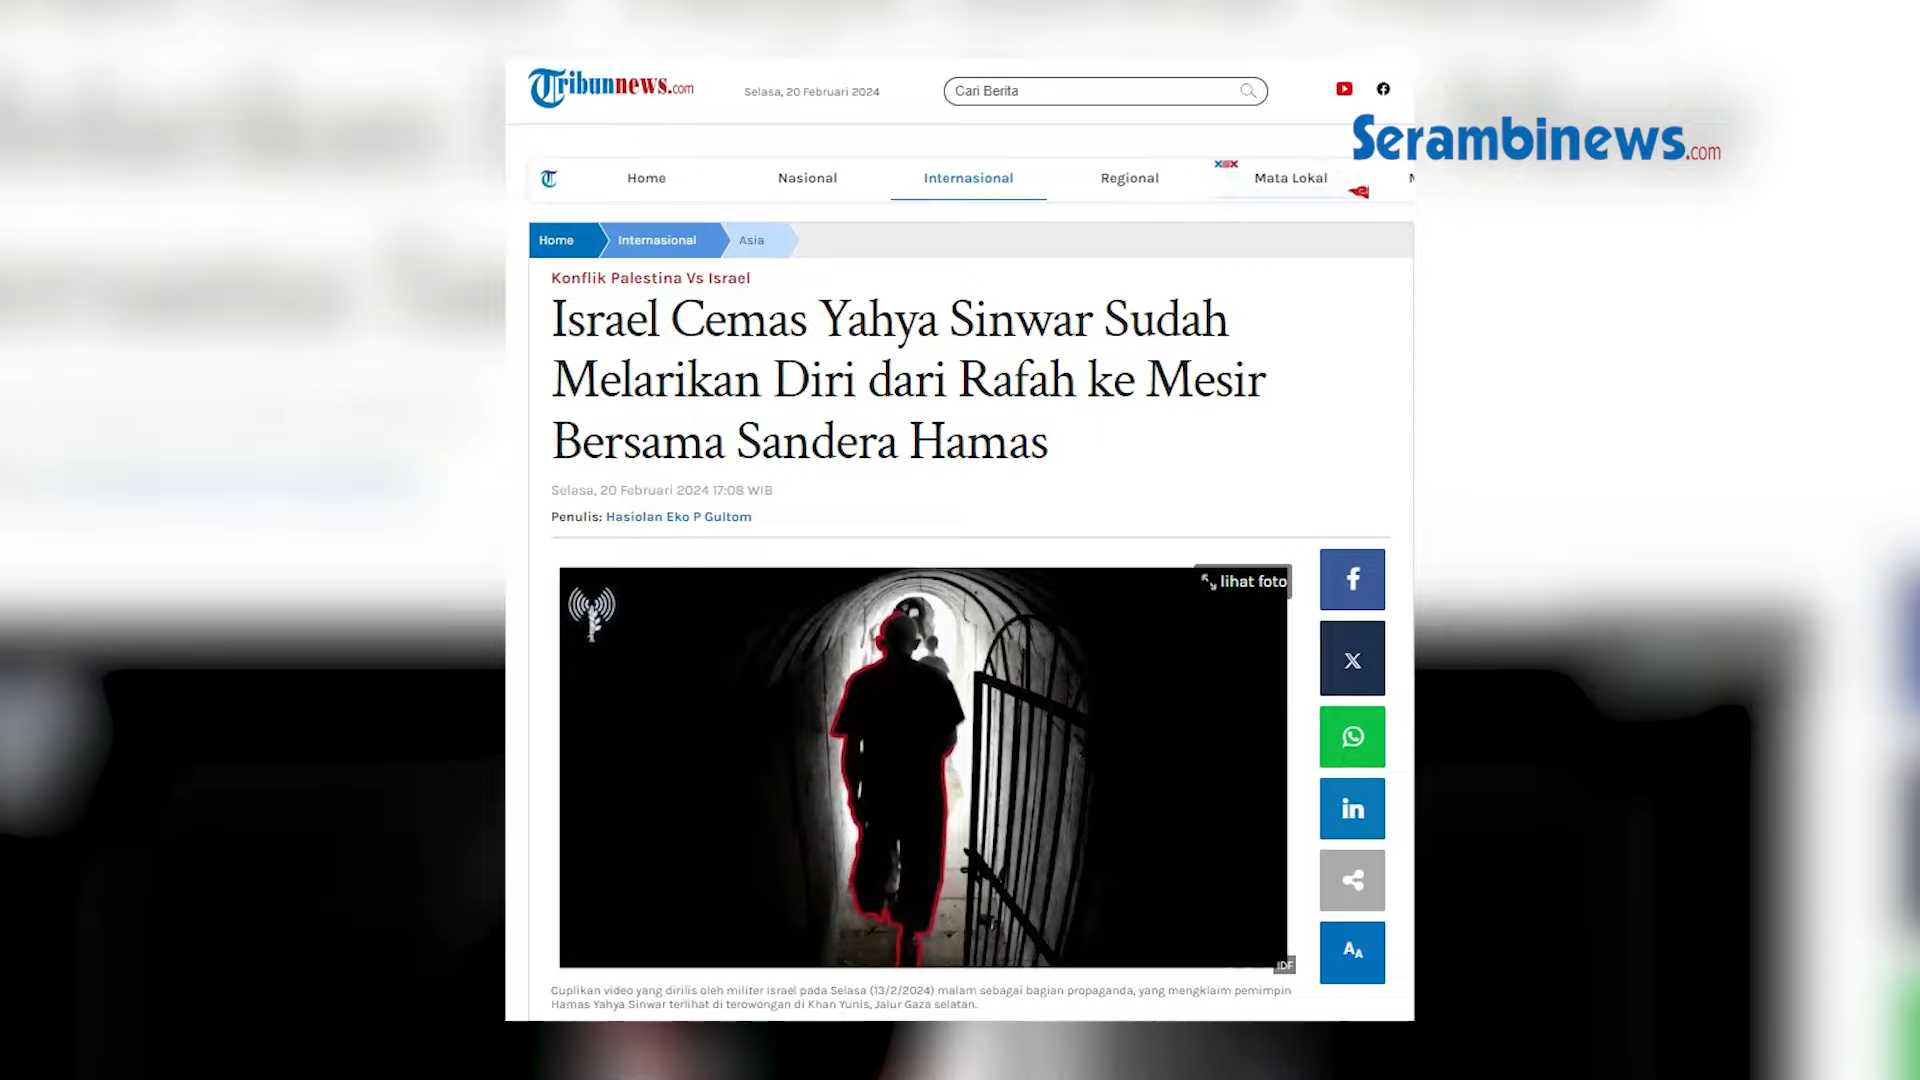 Tribunnews.com
Selasa, 20 Februari 2024
Cari Berita
Serambinews.com
Home
Nasional
Internasional
Regional
Mata Lokal
Home
Internasional
Asia
Konflik Palestina Vs Israel
Israel Cemas Yahya Sinwar Sudah
Melarikan Diri dari Rafah ke Mesir
Bersama Sandera Hamas
Selasa, 20 Februari 2024 17:08 WIB
Penulis: Hasiolan Eko P Gultom
lihat foto
IDF
Cuplikan video yang dirilis oleh militer Israel pada Selasa (13/2/2024) malam sebagai bagian propaganda, yang mengklaim pemimpin
Hamas Yahya Sinwar terlihat di terowongan di Khan Yunis, Jalur Gaza selatan.